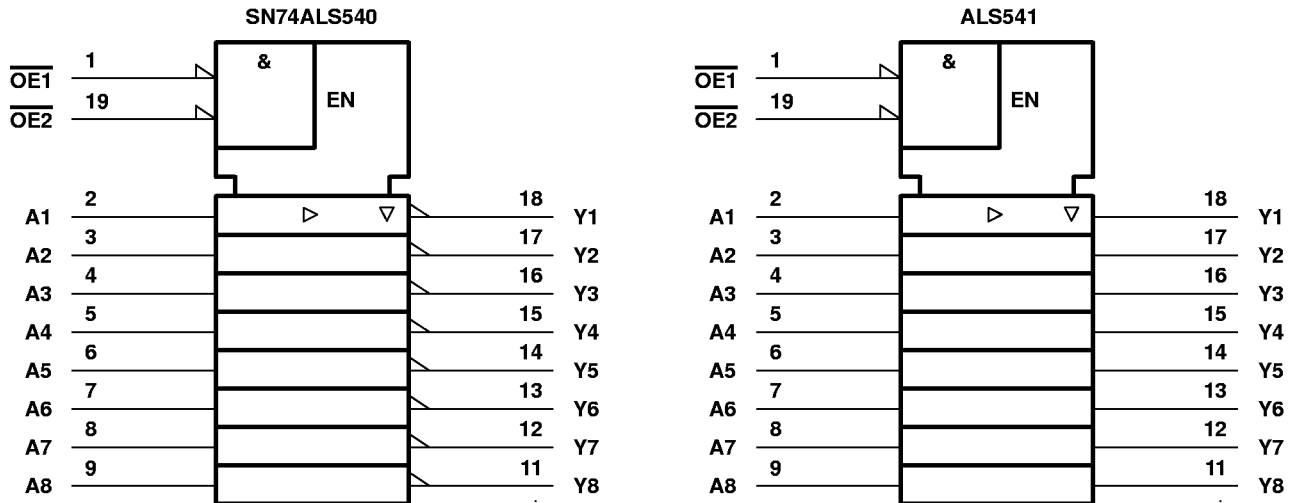 SN74ALS540
ALS541
OE1 1 & EN
OE2 19
A1 2 18 Y1
A2 3 17 Y2
A3 4 16 Y3
A4 5 15 Y4
A5 6 14 Y5
A6 7 13 Y6
A7 8 12 Y7
A8 9 11 Y8
OE1 1 & EN
OE2 19
A1 2 18 Y1
A2 3 17 Y2
A3 4 16 Y3
A4 5 15 Y4
A5 6 14 Y5
A6 7 13 Y6
A7 8 12 Y7
A8 9 11 Y8